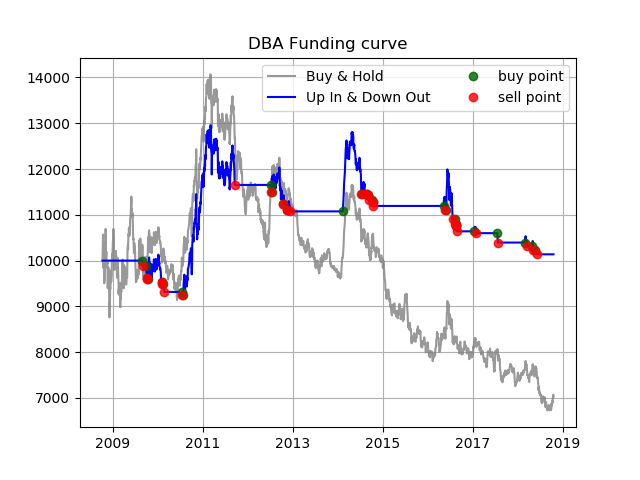 DBA Funding curve
14000
13000
12000
11000
10000
9000
8000
7000
Buy & Hold
Up In & Down Out
buy point
sell point
2009 2011 2013 2015 2017 2019